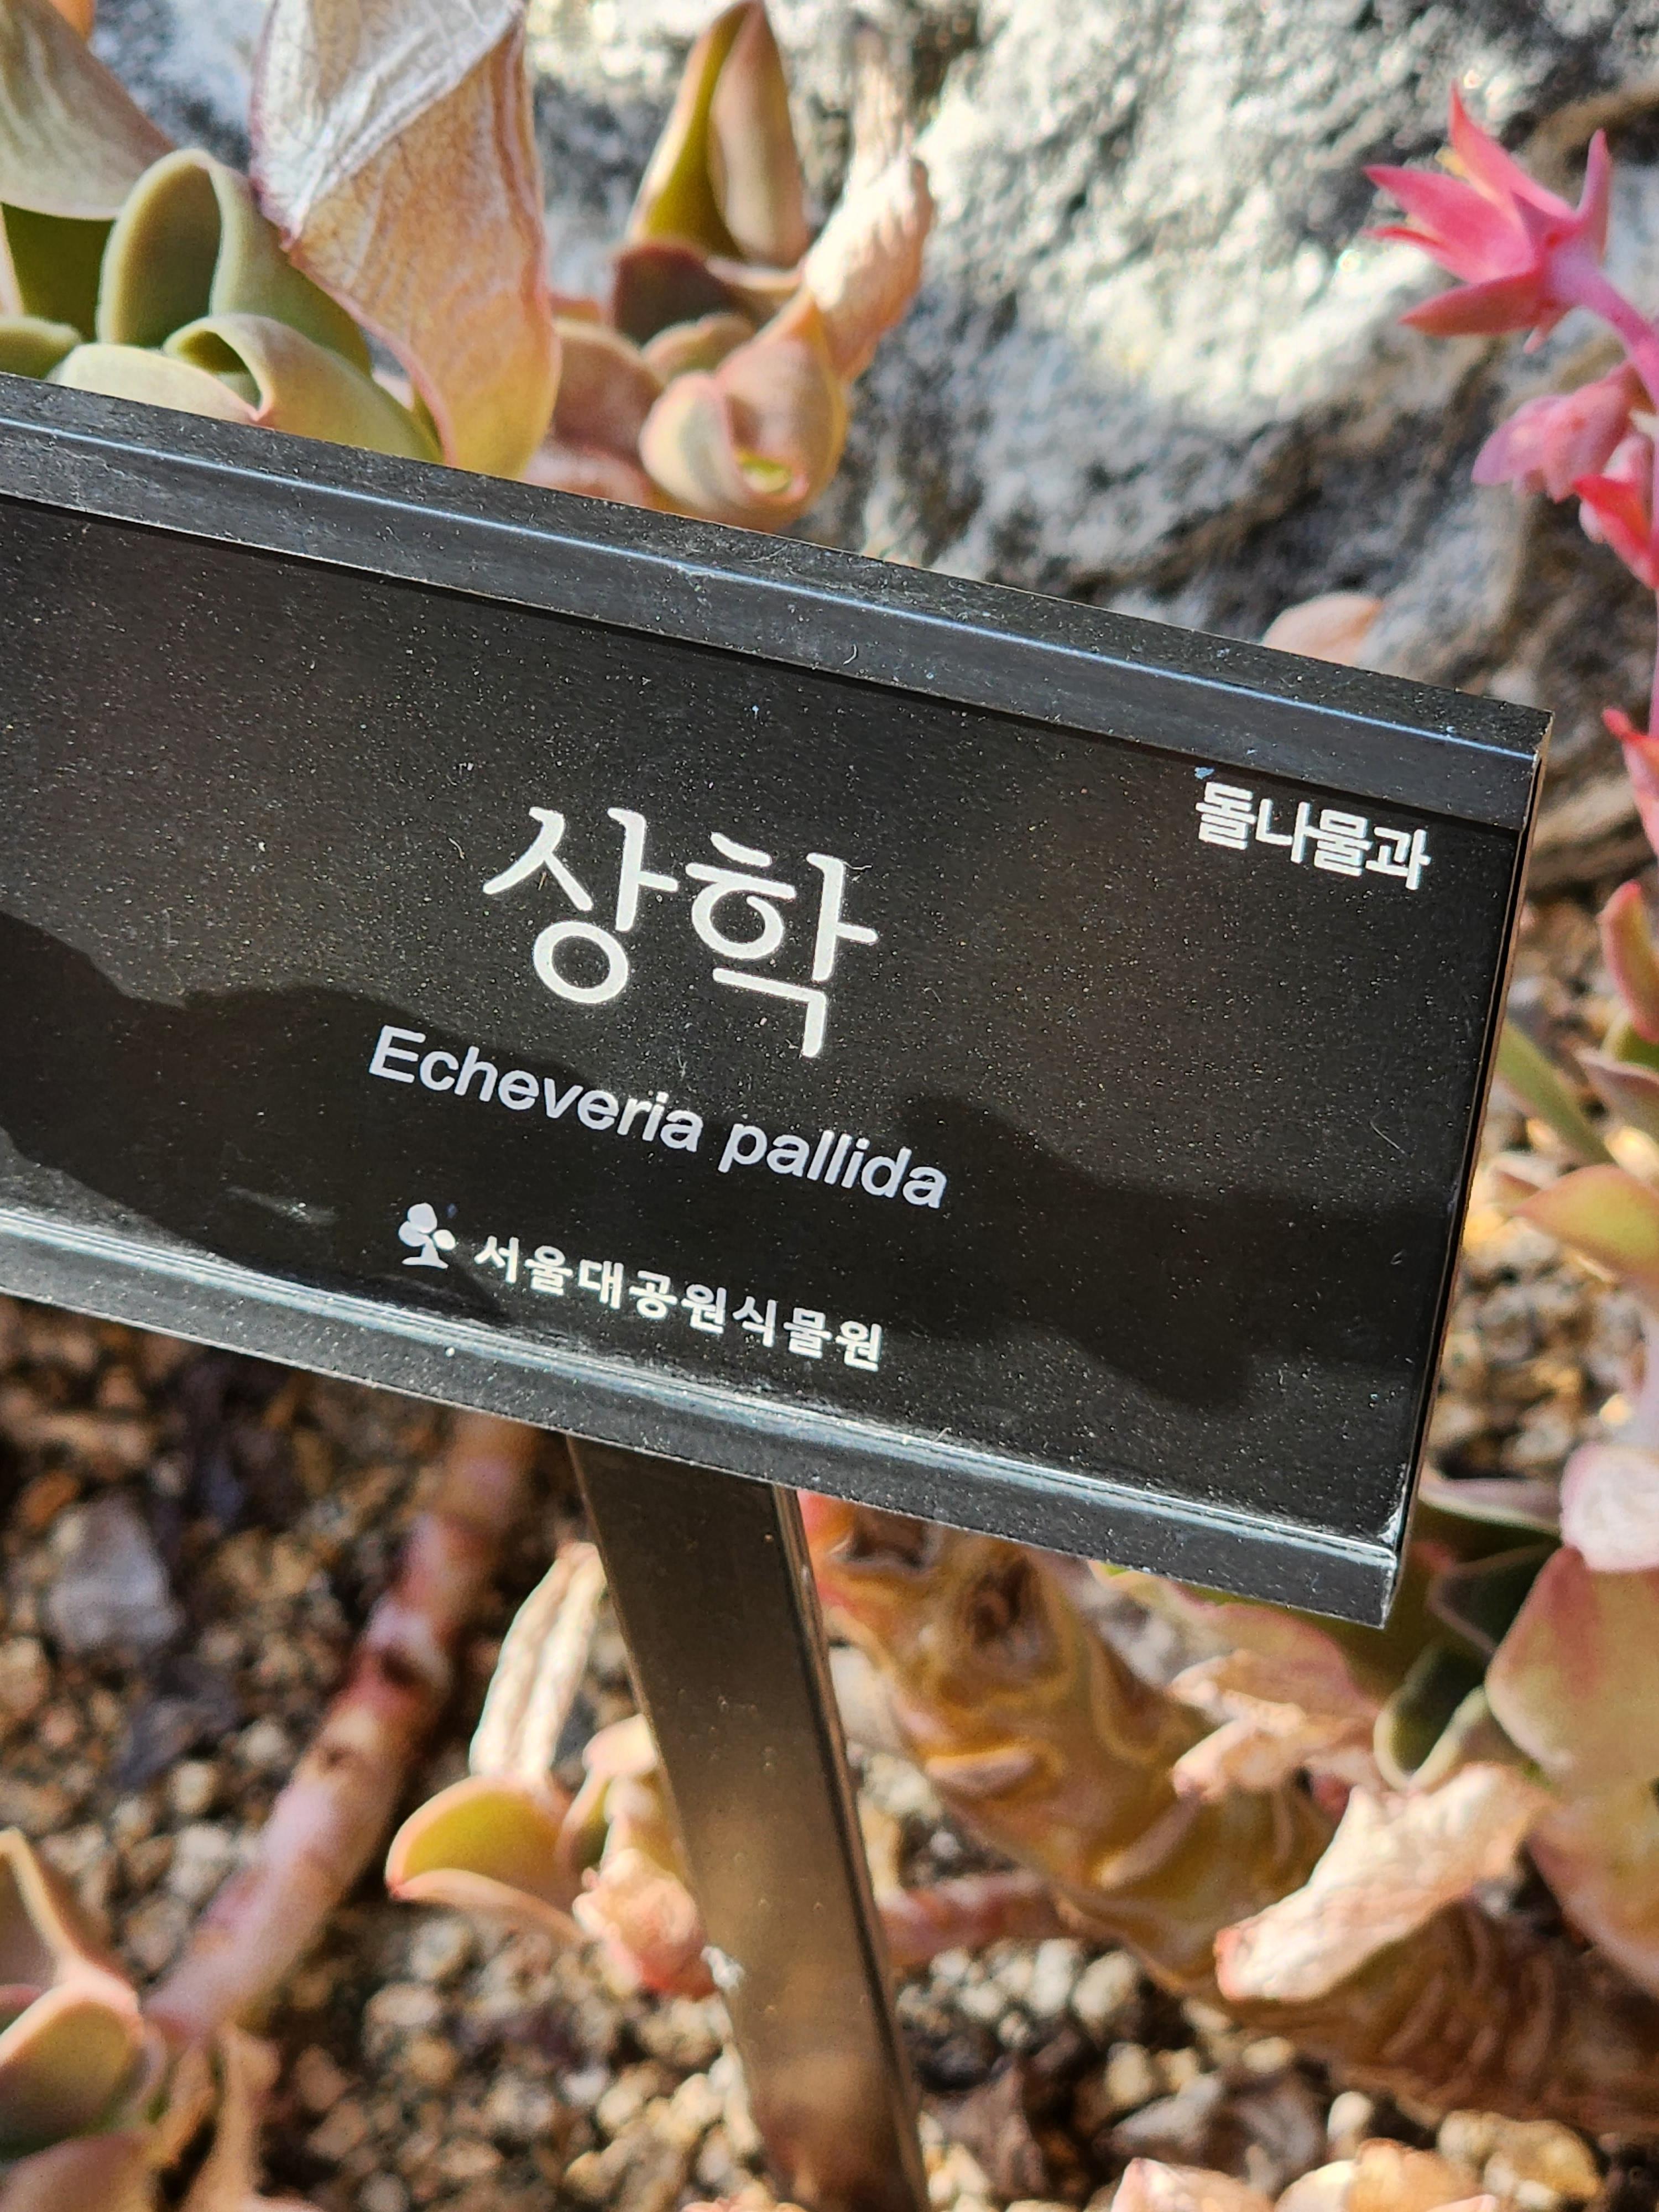 돌나물과
상학
Echeveria pallida
서울대공원식물원